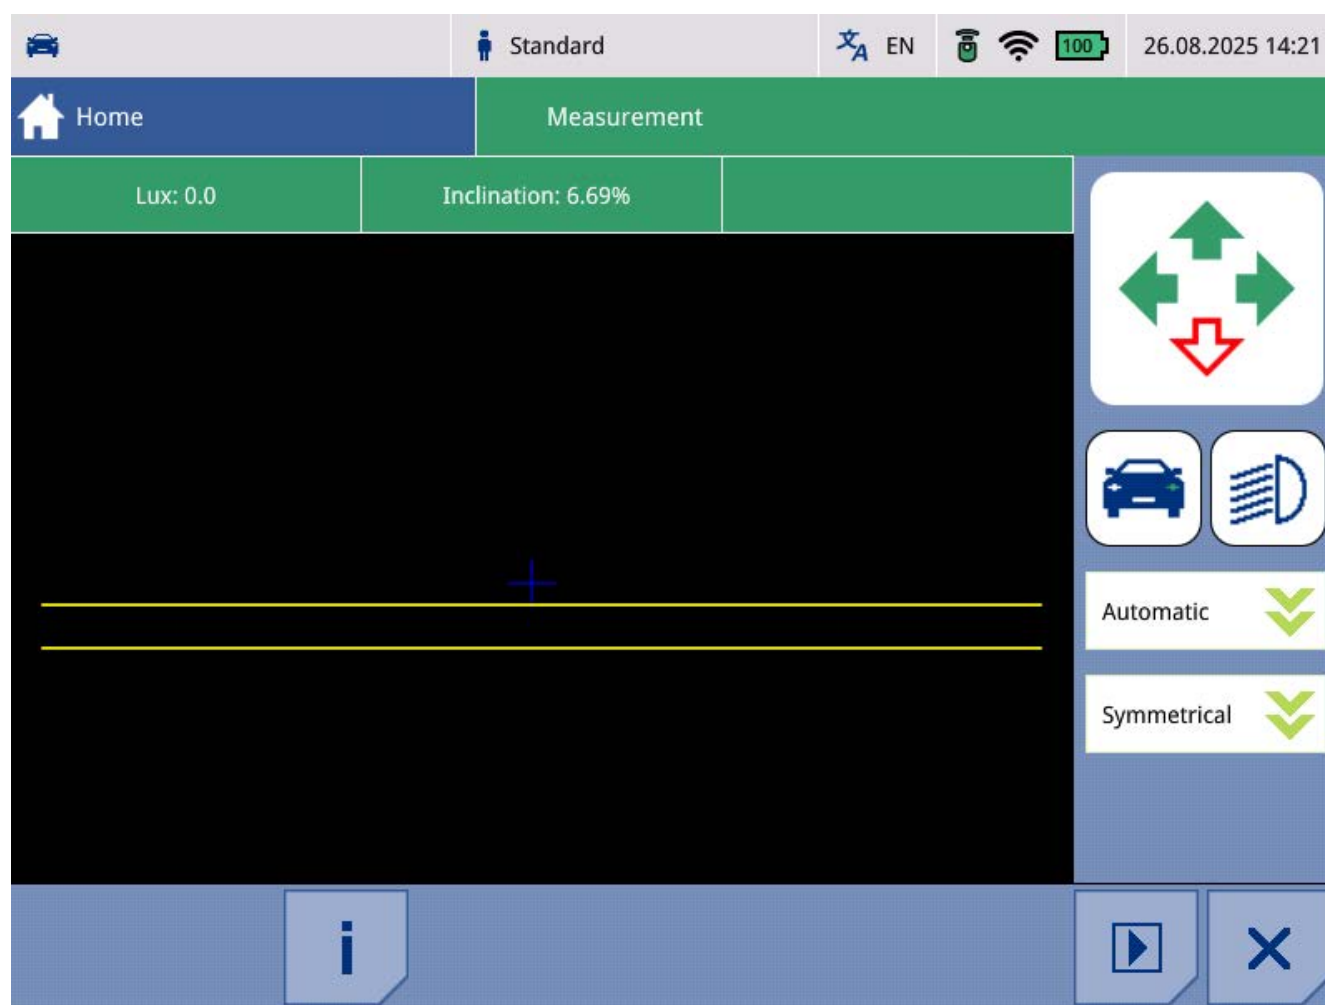 Standard
EN
100
26.08.2025 14:21
Home
Measurement
Lux: 0.0
Inclination: 6.69%
Automatic
Symmetrical
i